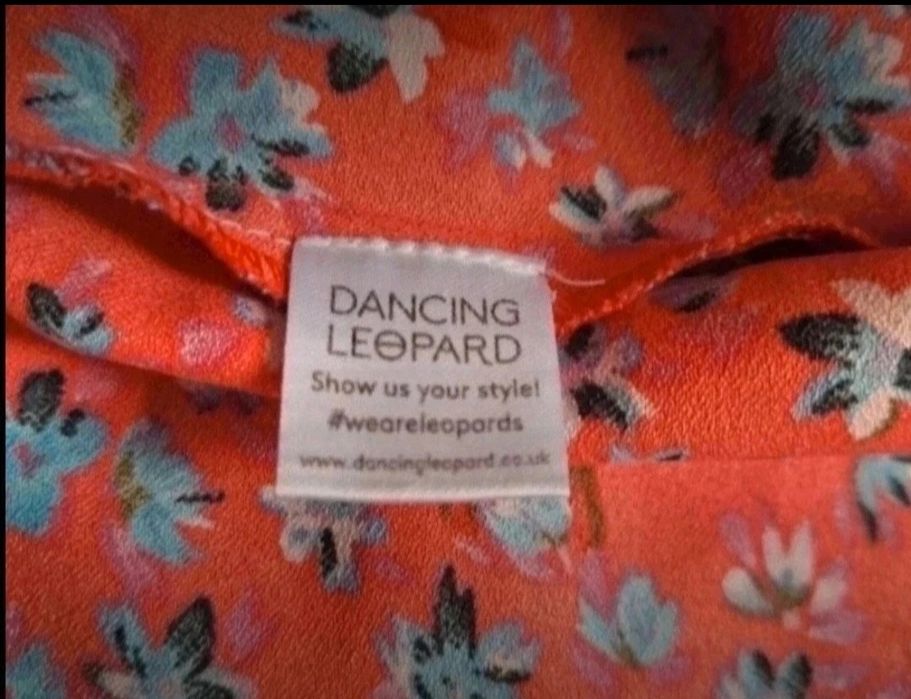 DANCING
LEOPARD
Show us your style!
#weareleopards
www.dancingleopard.co.uk